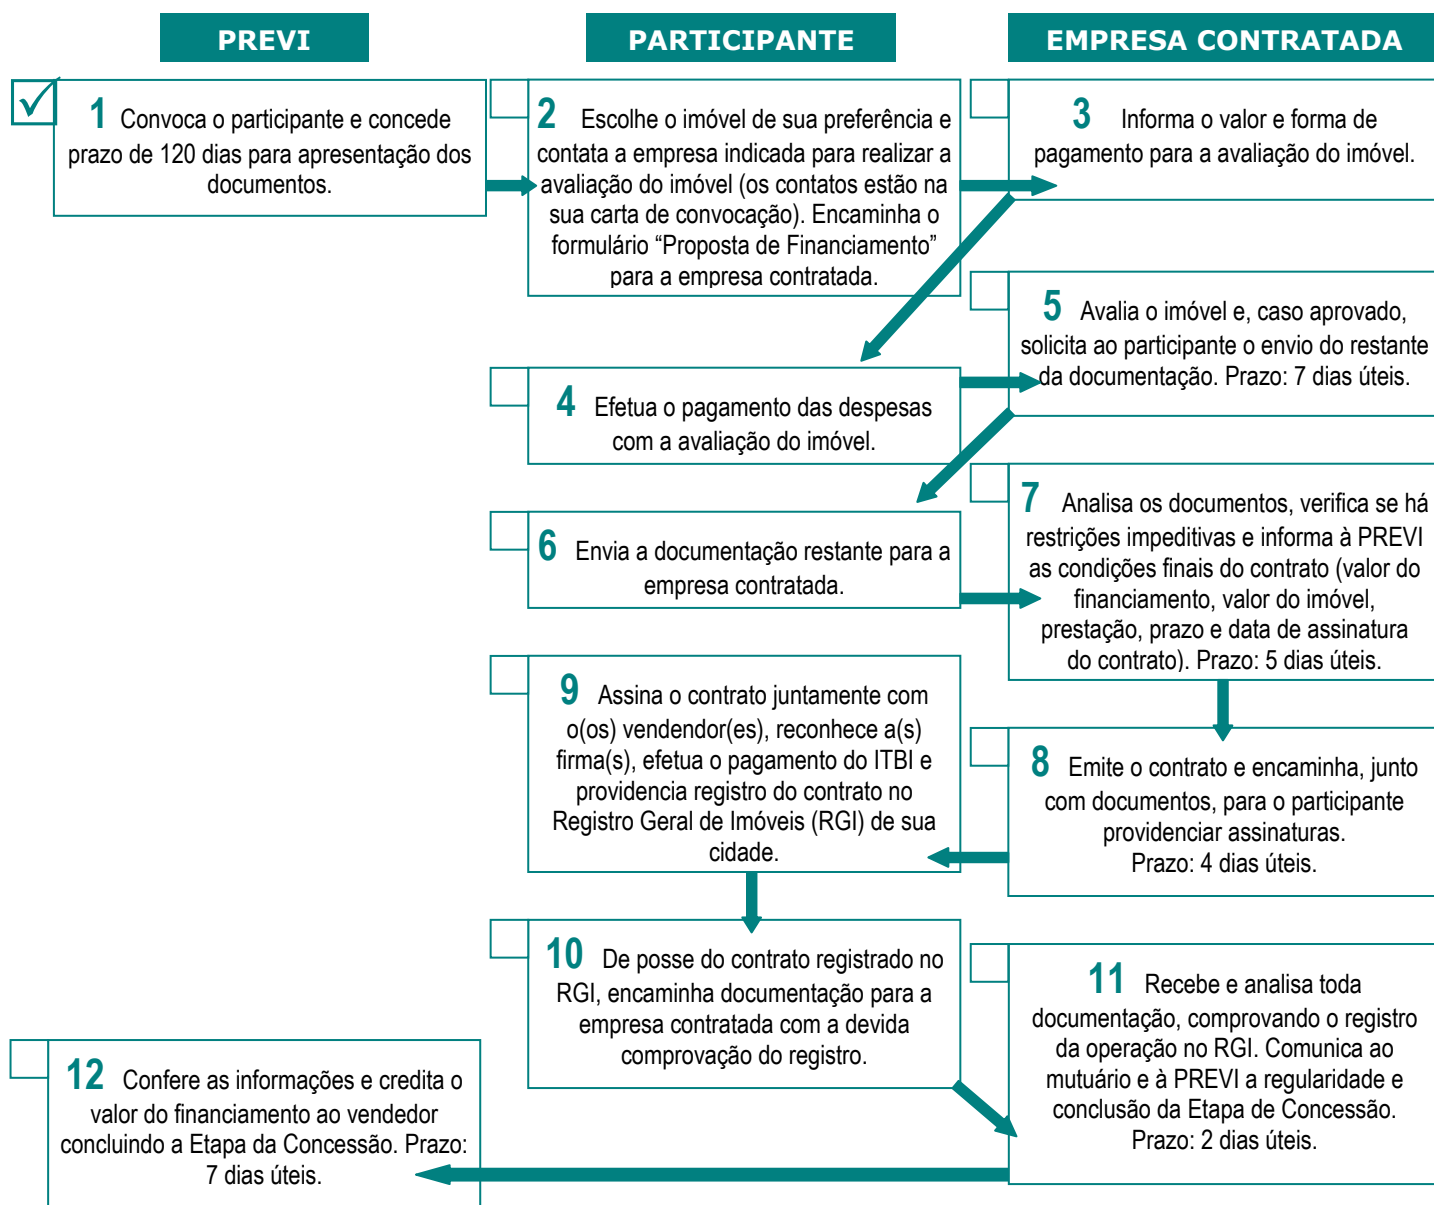 PREVI
PARTICIPANTE
EMPRESA CONTRATADA
1 Convoca o participante e concede
prazo de 120 dias para apresentação dos
documentos.
2 Escolhe o imóvel de sua preferência e
contata a empresa indicada para realizar a
avaliação do imóvel (os contatos estão na
sua carta de convocação). Encaminha o
formulário “Proposta de Financiamento”
para a empresa contratada.
3 Informa o valor e forma de
pagamento para a avaliação do imóvel.
4 Efetua o pagamento das despesas
com a avaliação do imóvel.
5 Avalia o imóvel e, caso aprovado,
solicita ao participante o envio do restante
da documentação. Prazo: 7 dias úteis.
6 Envia a documentação restante para a
empresa contratada.
7 Analisa os documentos, verifica se há
restrições impeditivas e informa à PREVI
as condições finais do contrato (valor do
financiamento, valor do imóvel,
prestação, prazo e data de assinatura
do contrato). Prazo: 5 dias úteis.
8 Emite o contrato e encaminha, junto
com documentos, para o participante
providenciar assinaturas.
Prazo: 4 dias úteis.
9 Assina o contrato juntamente com
o(os) vendendor(es), reconhece a(s)
firma(s), efetua o pagamento do ITBI e
providencia registro do contrato no
Registro Geral de Imóveis (RGI) de sua
cidade.
10 De posse do contrato registrado no
RGI, encaminha documentação para a
empresa contratada com a devida
comprovação do registro.
11 Recebe e analisa toda
documentação, comprovando o registro
da operação no RGI. Comunica ao
mutuário e à PREVI a regularidade e
conclusão da Etapa de Concessão.
Prazo: 2 dias úteis.
12 Confere as informações e credita o
valor do financiamento ao vendedor
concluindo a Etapa da Concessão. Prazo:
7 dias úteis.